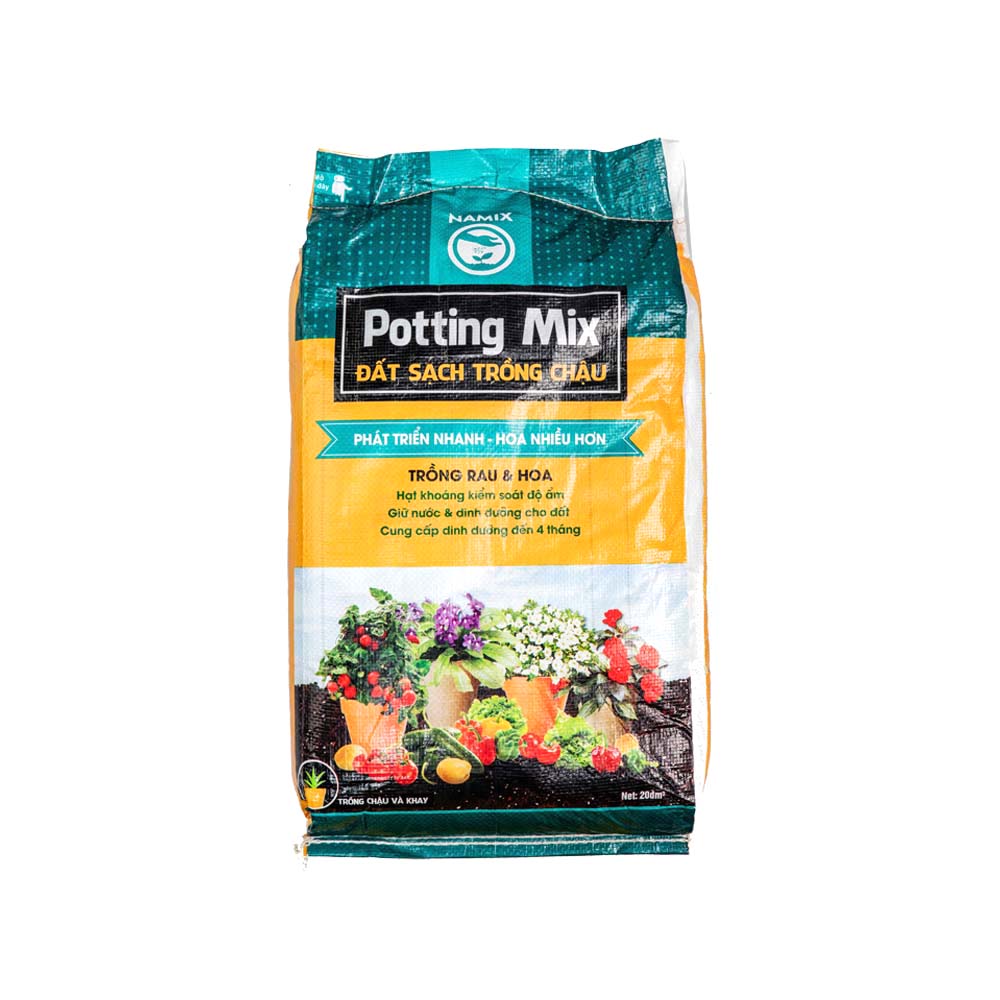 NAMIX
Potting Mix
ĐẤT SẠCH TRỒNG CHẬU
PHÁT TRIỂN NHANH - HOA NHIỀU HƠN
TRỒNG RAU & HOA
Hạt khoáng kiểm soát độ ẩm
Giữ nước & dinh dưỡng cho đất
Cung cấp dinh dưỡng đến 4 tháng
TRỒNG CHẬU VÀ KHAY
Net: 20dm³